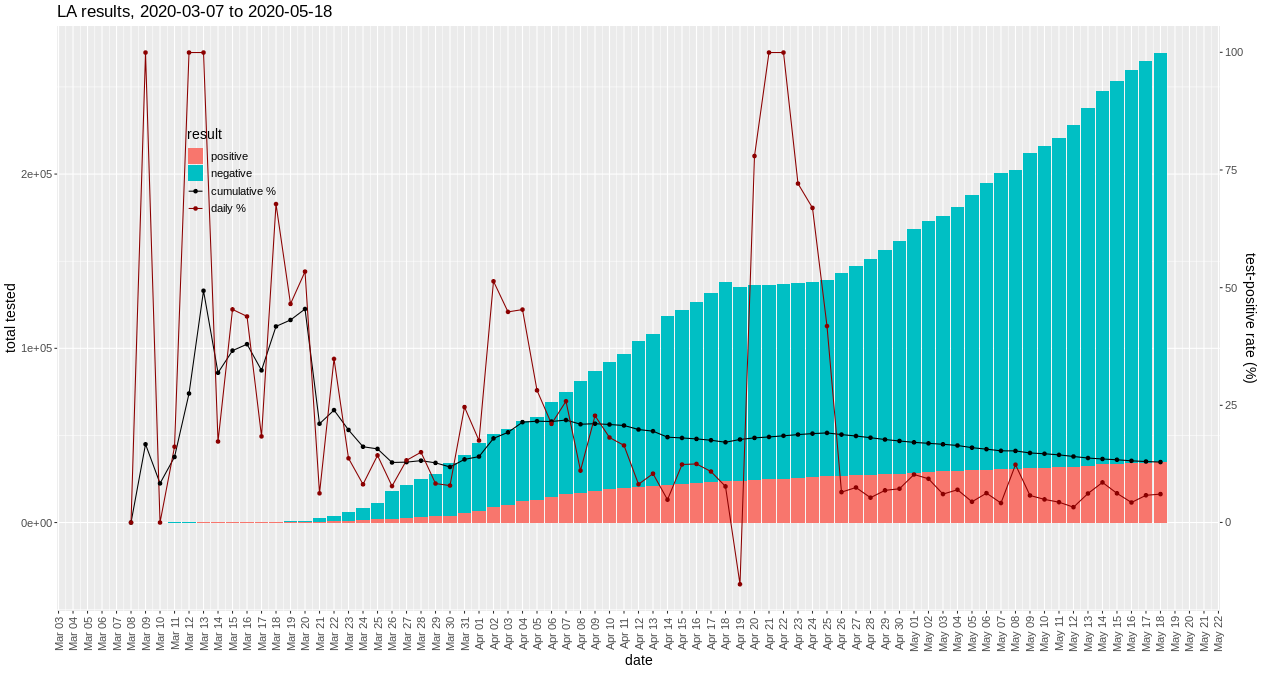 LA results, 2020-03-07 to 2020-05-18
result
positive
negative
cumulative %
daily %
total tested
2e+05
1e+05
0e+00
test-positive rate (%)
100
75
50
25
0
Mar 03
Mar 04
Mar 05
Mar 06
Mar 07
Mar 08
Mar 09
Mar 10
Mar 11
Mar 12
Mar 13
Mar 14
Mar 15
Mar 16
Mar 17
Mar 18
Mar 19
Mar 20
Mar 21
Mar 22
Mar 23
Mar 24
Mar 25
Mar 26
Mar 27
Mar 28
Mar 29
Mar 30
Mar 31
Apr 01
Apr 02
Apr 03
Apr 04
Apr 05
Apr 06
Apr 07
Apr 08
Apr 09
Apr 10
Apr 11
Apr 12
Apr 13
Apr 14
Apr 15
Apr 16
Apr 17
Apr 18
Apr 19
Apr 20
Apr 21
Apr 22
Apr 23
Apr 24
Apr 25
Apr 26
Apr 27
Apr 28
Apr 29
Apr 30
May 01
May 02
May 03
May 04
May 05
May 06
May 07
May 08
May 09
May 10
May 11
May 12
May 13
May 14
May 15
May 16
May 17
May 18
May 19
May 20
May 21
May 22
date